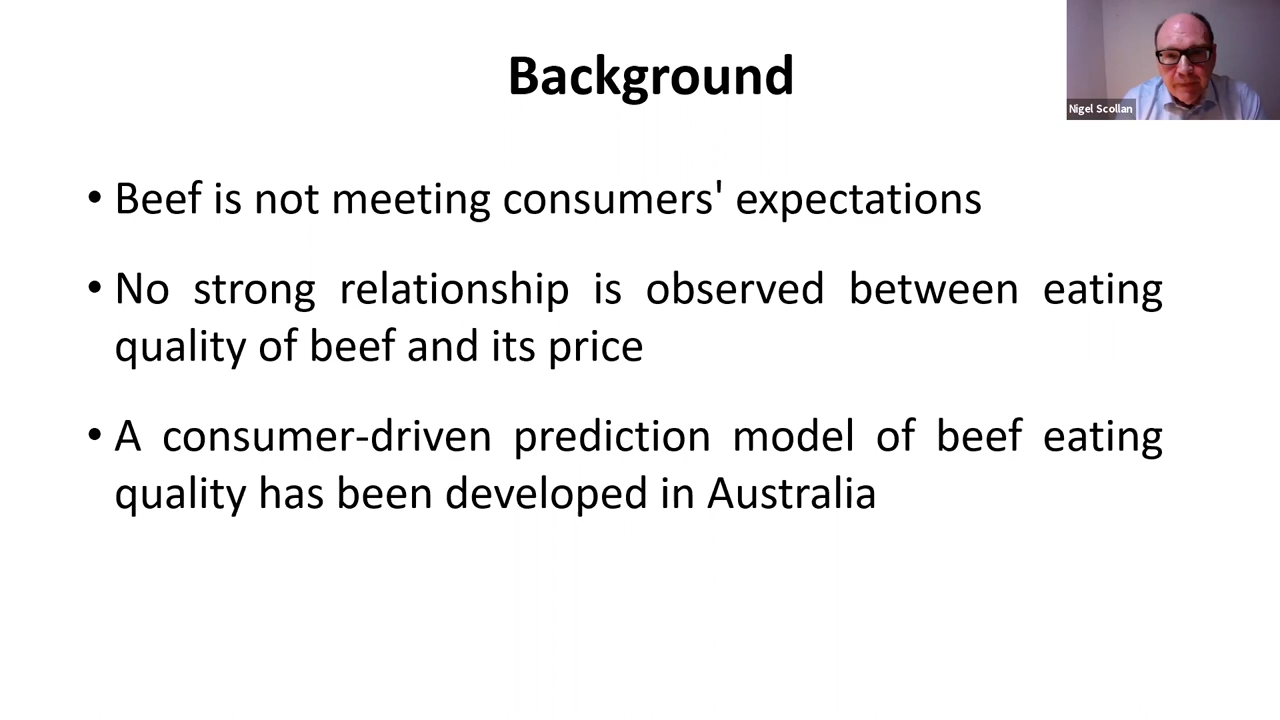 Background
Nigel Scollan
• Beef is not meeting consumers' expectations
• No strong relationship is observed between eating
quality of beef and its price
• A consumer-driven prediction model of beef eating
quality has been developed in Australia